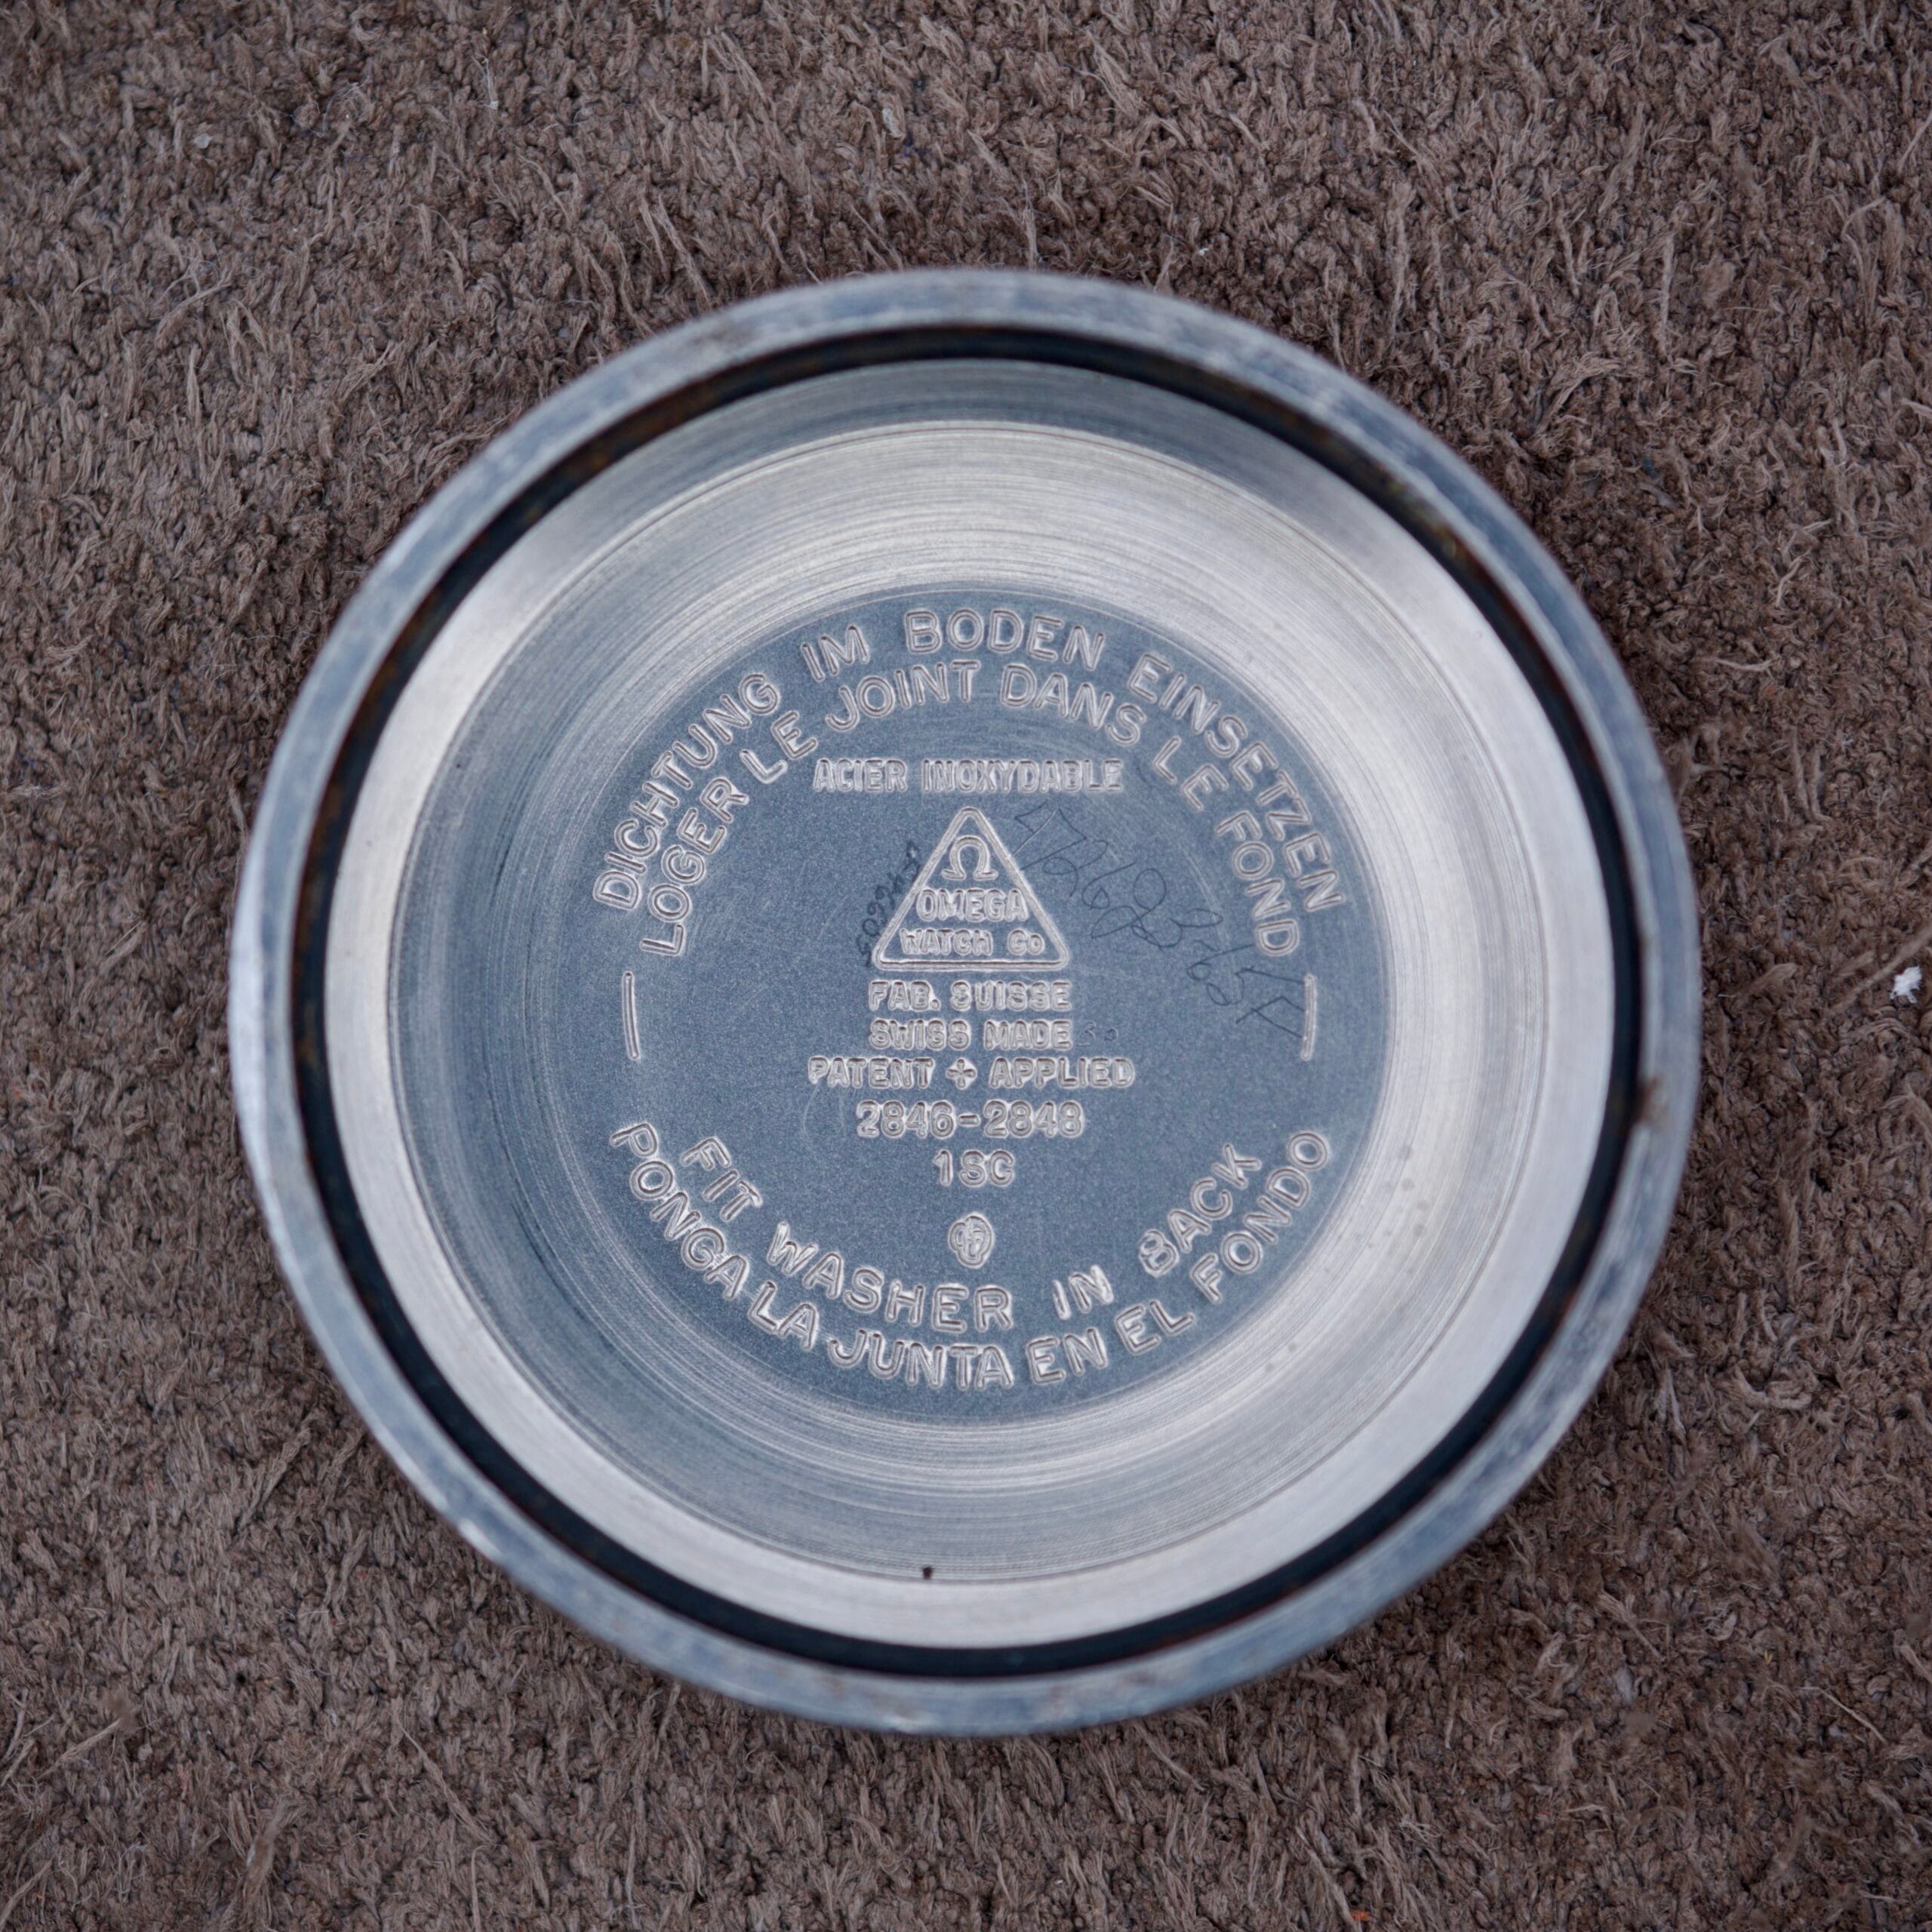 DICHTUNG IM BODEN EINSETZEN
LOGER LE JOINT DANS LE FOND
ACIER INOXYDABLE
Ω
OMEGA
WATCH Co
FAB. SUISSE
SWISS MADE
PATENT + APPLIED
2846-2848
1SC
FIT WASHER IN BACK
PONGA LA JUNTA EN EL FONDO